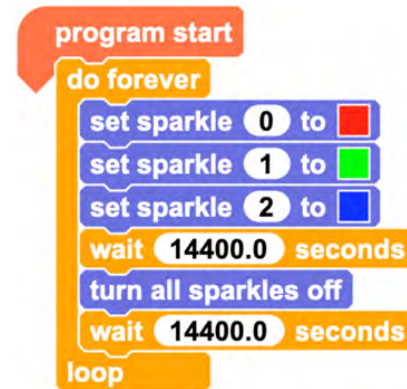 program start
do forever
set sparkle 0 to
set sparkle 1 to
set sparkle 2 to
wait 14400.0 seconds
turn all sparkles off
wait 14400.0 seconds
loop